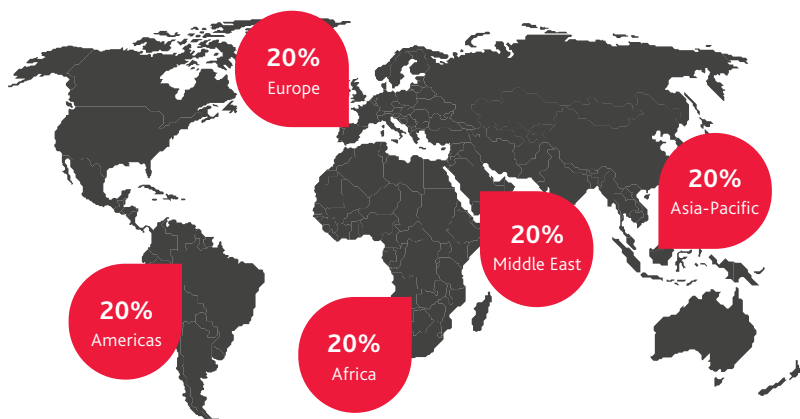 20%
Europe
20%
Asia-Pacific
20%
Middle East
20%
Americas
20%
Africa